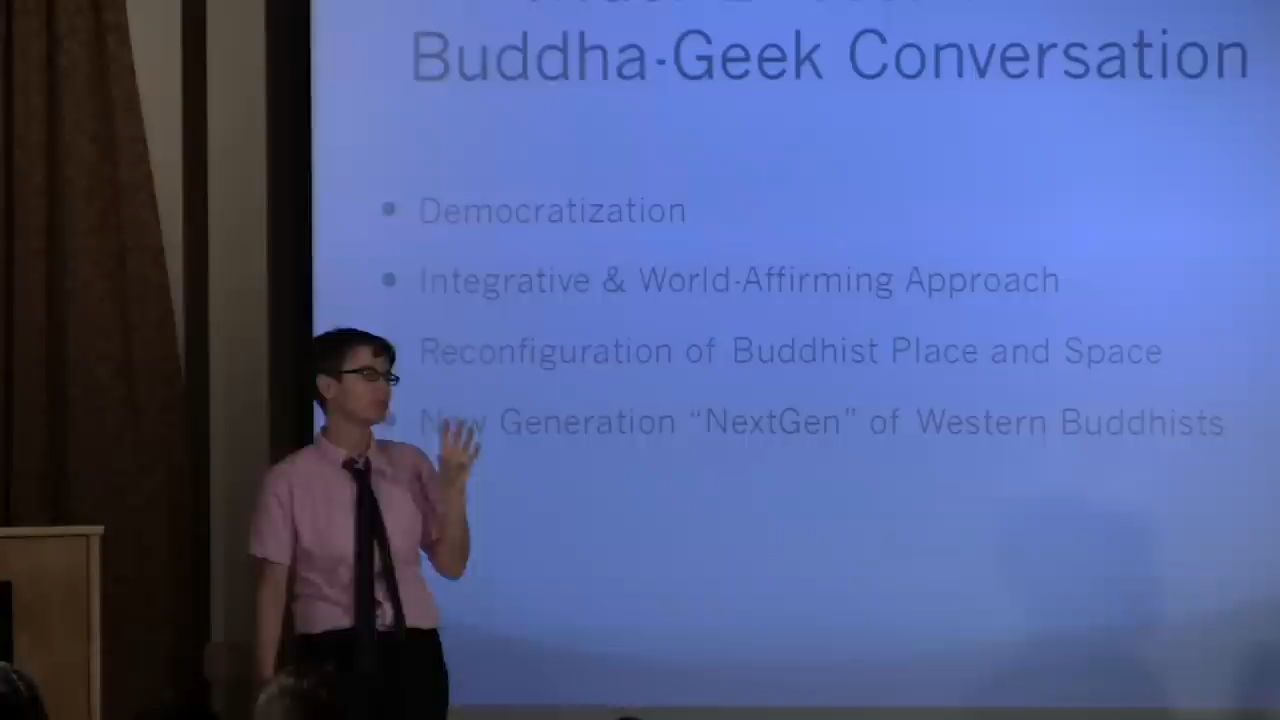 Buddha-Geek Conversation
• Democratization
• Integrative & World-Affirming Approach
Reconfiguration of Buddhist Place and Space
New Generation “NextGen” of Western Buddhists